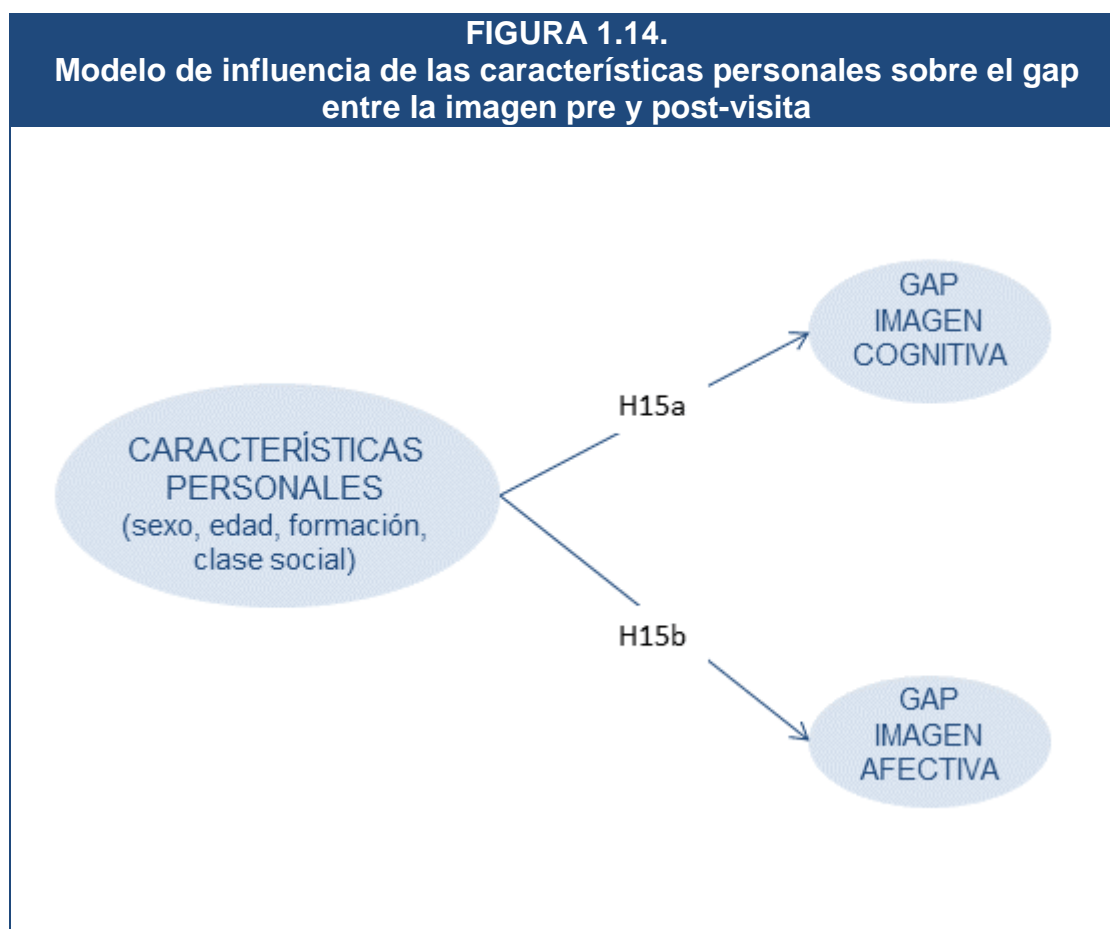 FIGURA 1.14.
Modelo de influencia de las características personales sobre el gap
entre la imagen pre y post-visita
GAP
IMAGEN
COGNITIVA
H15a
CARACTERÍSTICAS
PERSONALES
(sexo, edad, formación,
clase social)
H15b
GAP
IMAGEN
AFECTIVA